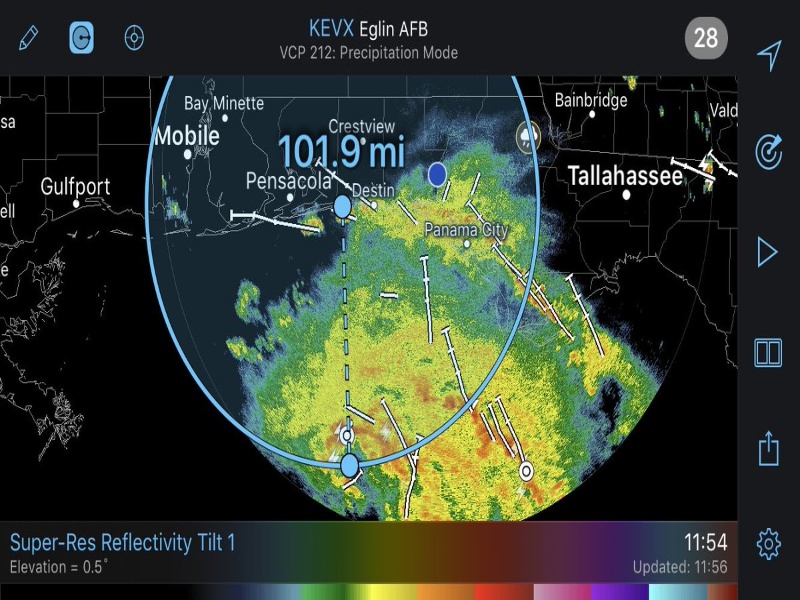 KEVX Eglin AFB
VCP 212: Precipitation Mode
28
Bay Minette
Bainbridge
Vald
sa
Mobile
Crestview
101.9 mi
Tallahassee
Gulfport
Pensacola
Destin
ell
Panama City
e
Super-Res Reflectivity Tilt 1
11:54
Elevation = 0.5°
Updated: 11:56